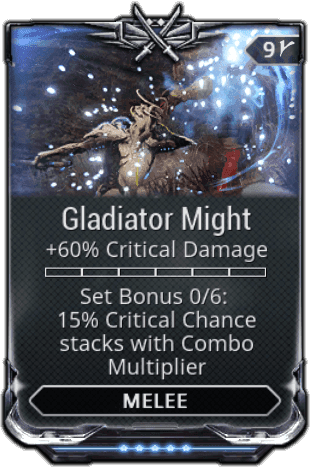 9
Gladiator Might
+60% Critical Damage
Set Bonus 0/6:
15% Critical Chance
stacks with Combo
Multiplier
MELEE